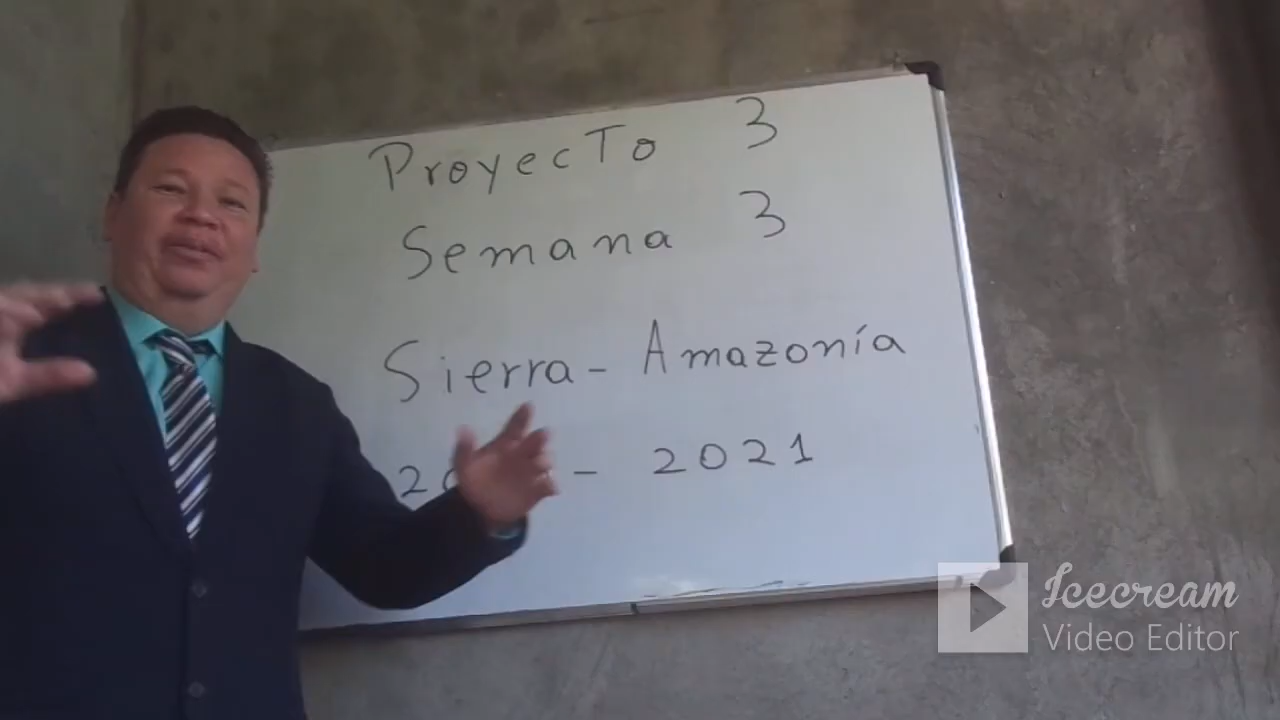 Proyecto 3
Semana 3
Sierra - Amazonía
- 2021
Icecream
Video Editor